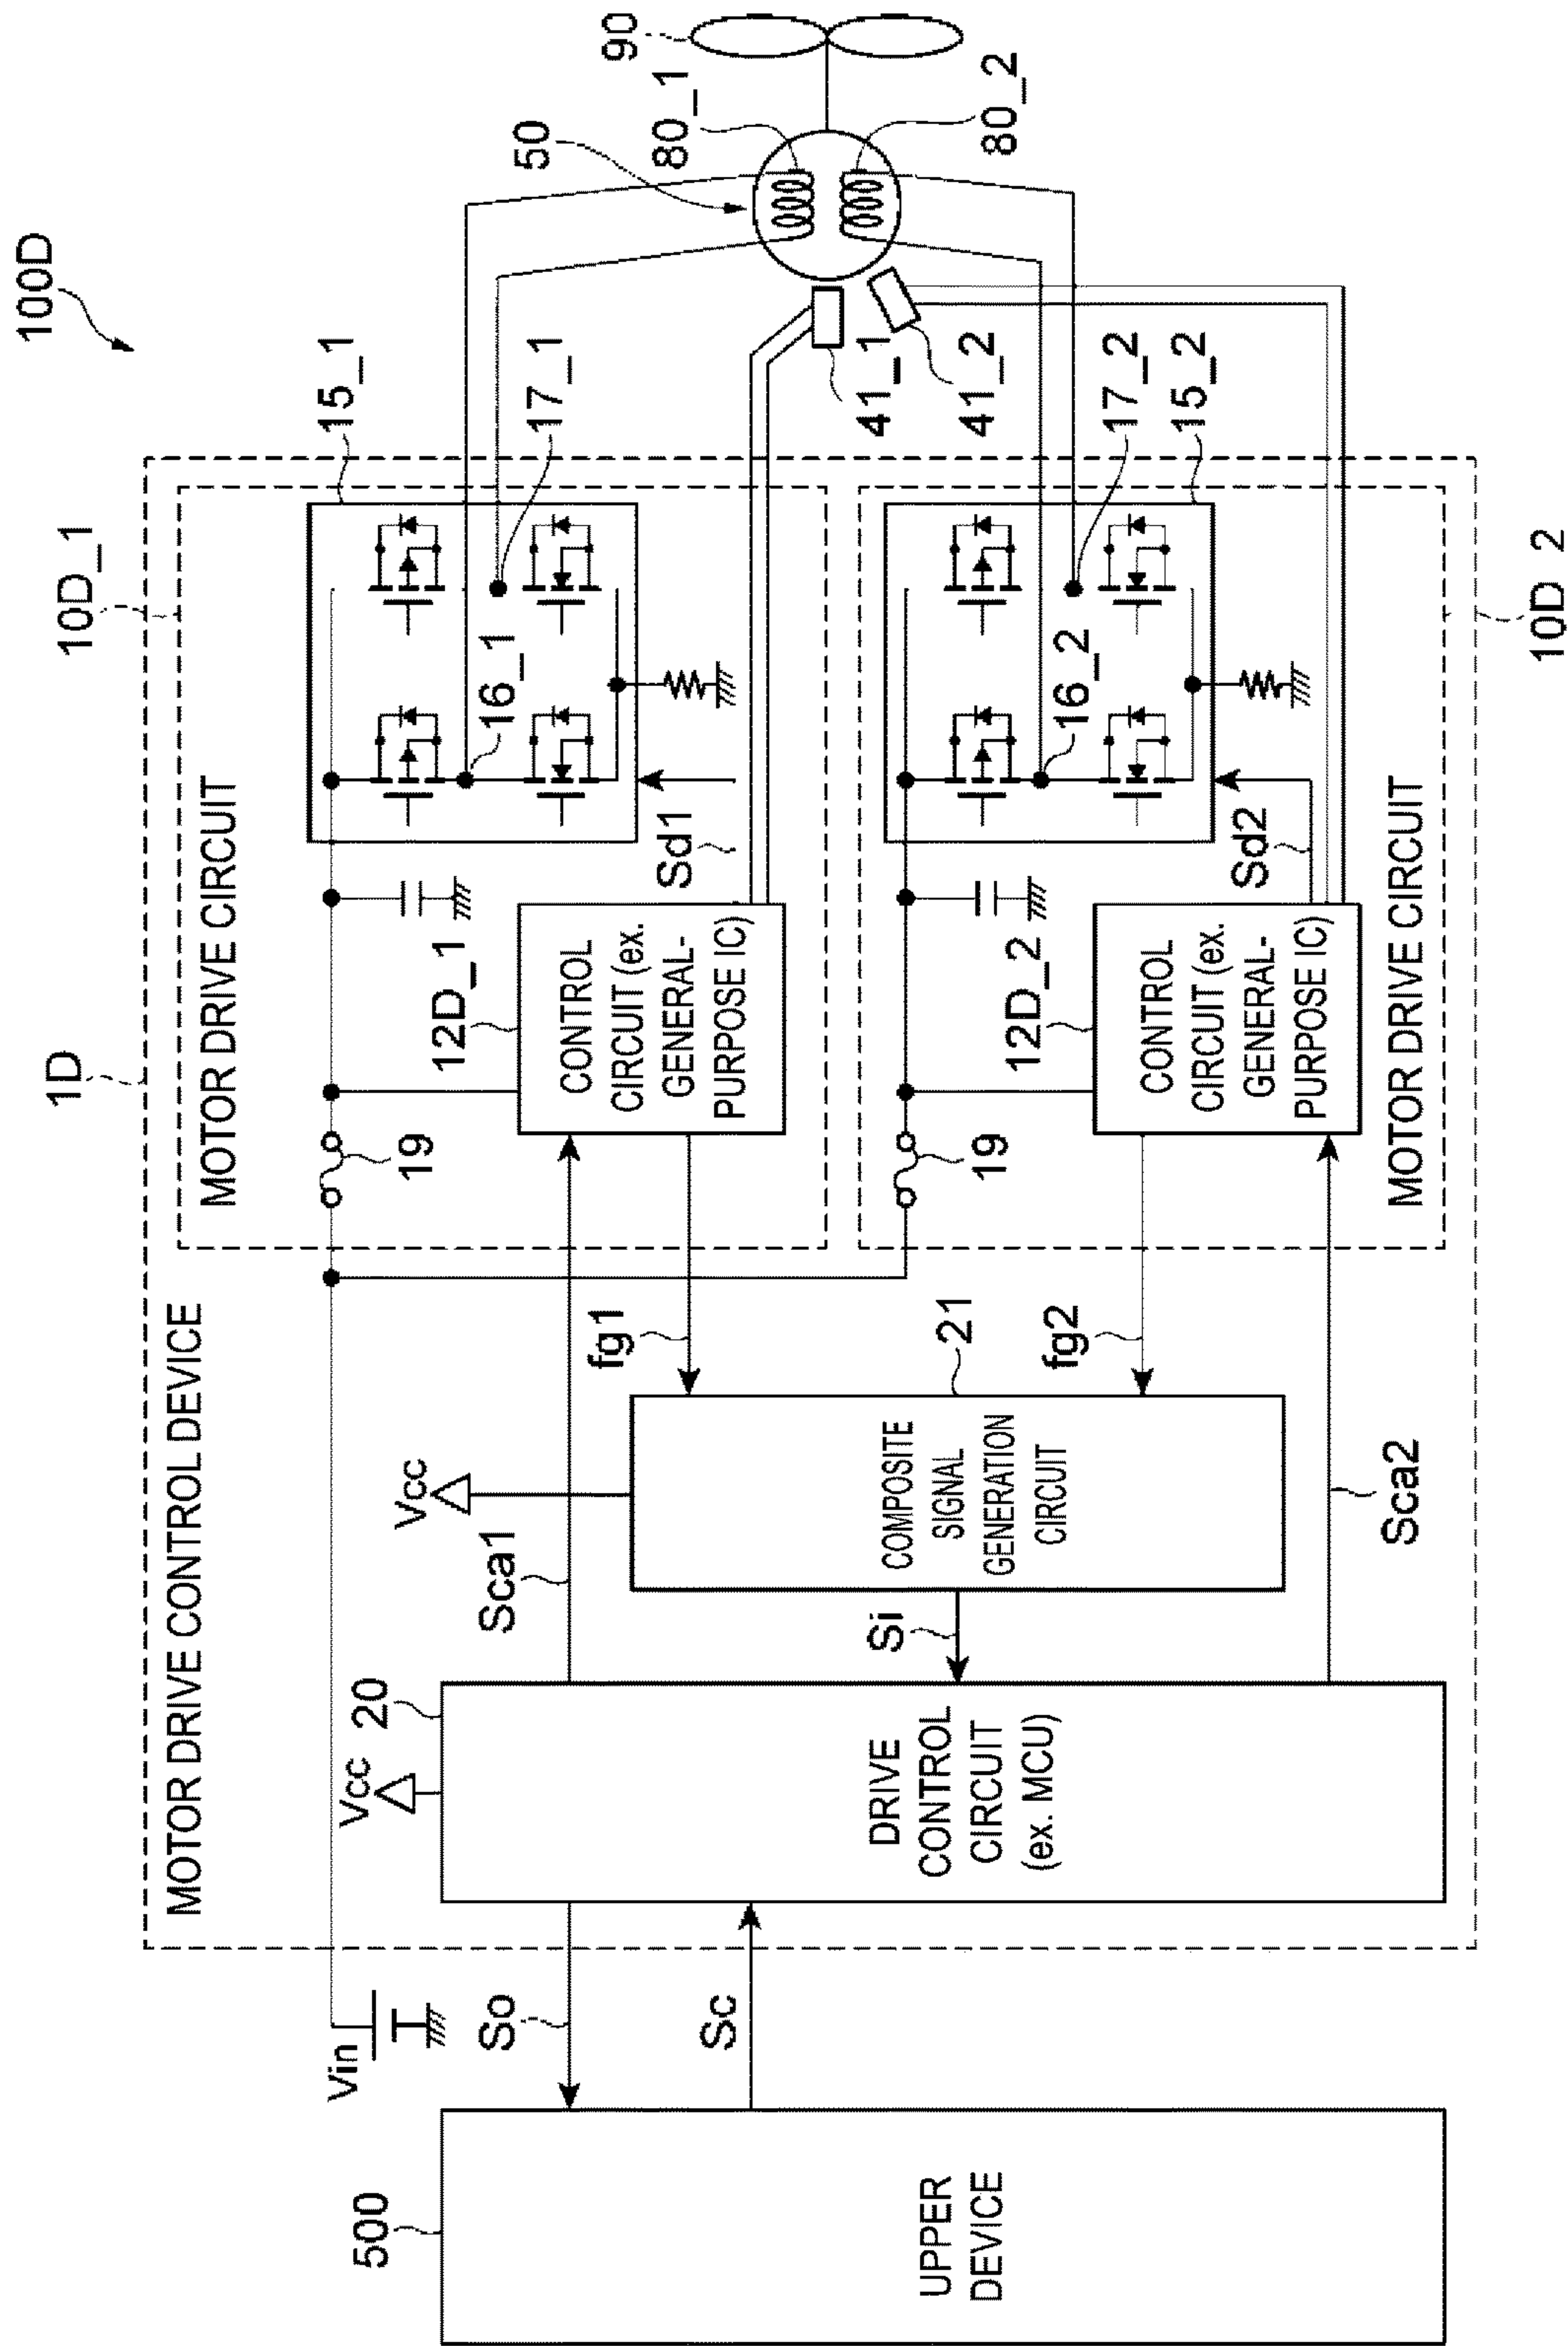 100D
1D
10D_1
MOTOR DRIVE CONTROL DEVICE
MOTOR DRIVE CIRCUIT
15_1
50
80_1
90
Vin
19
12D_1
CONTROL
CIRCUIT (ex.
GENERAL-
PURPOSE IC)
16_1
17_1
Sd1
80_2
41_1
41_2
500
UPPER
DEVICE
So
Sc
Vcc
20
DRIVE
CONTROL
CIRCUIT
(ex. MCU)
Sca1
Vcc
fg1
Si
COMPOSITE
SIGNAL
GENERATION
CIRCUIT
21
fg2
Sca2
19
12D_2
CONTROL
CIRCUIT (ex.
GENERAL-
PURPOSE IC)
16_2
17_2
15_2
Sd2
MOTOR DRIVE CIRCUIT
10D_2